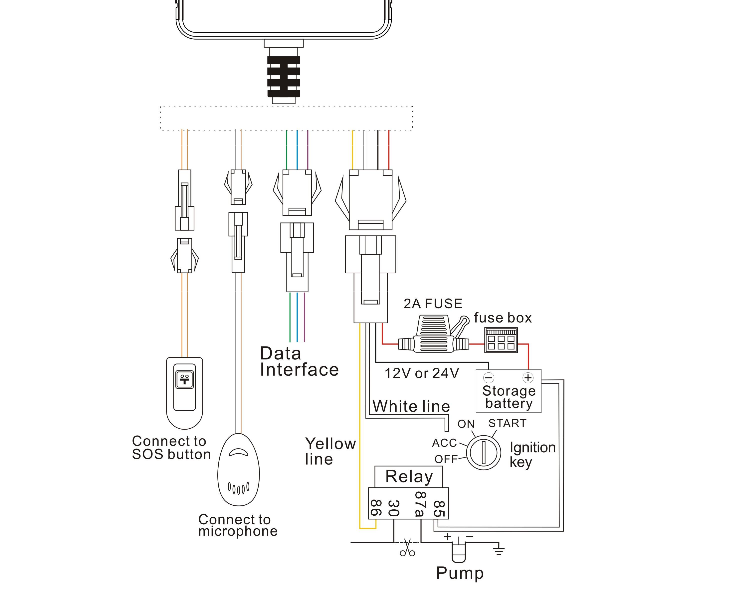 2A FUSE
fuse box
Data
Interface
12V or 24V
− +
Storage
battery
White line
ON
START
ACC
OFF
Ignition
key
Connect to
SOS button
Yellow
line
Relay
86 30 87a 85
Connect to
microphone
+ −
Pump